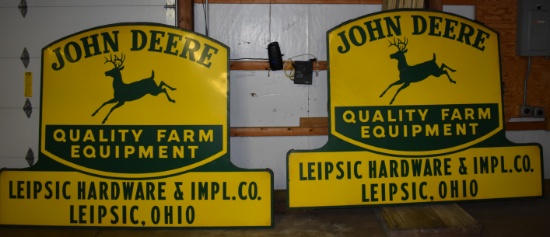 JOHN DEERE
QUALITY FARM
EQUIPMENT
LEIPSIC HARDWARE & IMPL. CO.
LEIPSIC, OHIO
JOHN DEERE
QUALITY FARM
EQUIPMENT
LEIPSIC HARDWARE & IMPL. CO.
LEIPSIC, OHIO